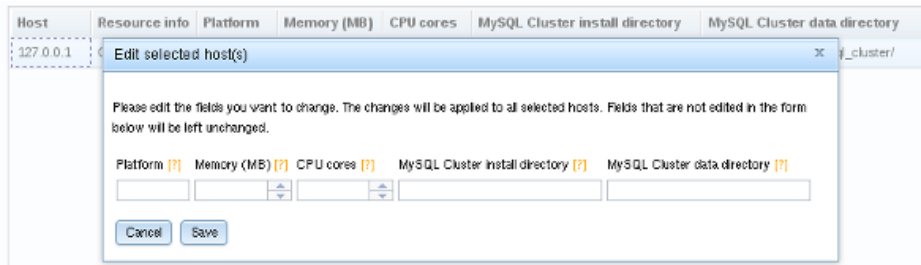 Host Resource info Platform Memory (MB) CPU cores MySQL Cluster install directory MySQL Cluster data directory
127.0.0.1
Edit selected host(s) x
Please edit the fields you want to change. The changes will be applied to all selected hosts. Fields that are not edited in the form
below will be left unchanged.
Platform [?] Memory (MB) [?] CPU cores [?] MySQL Cluster install directory [?] MySQL Cluster data directory [?]
Cancel Save